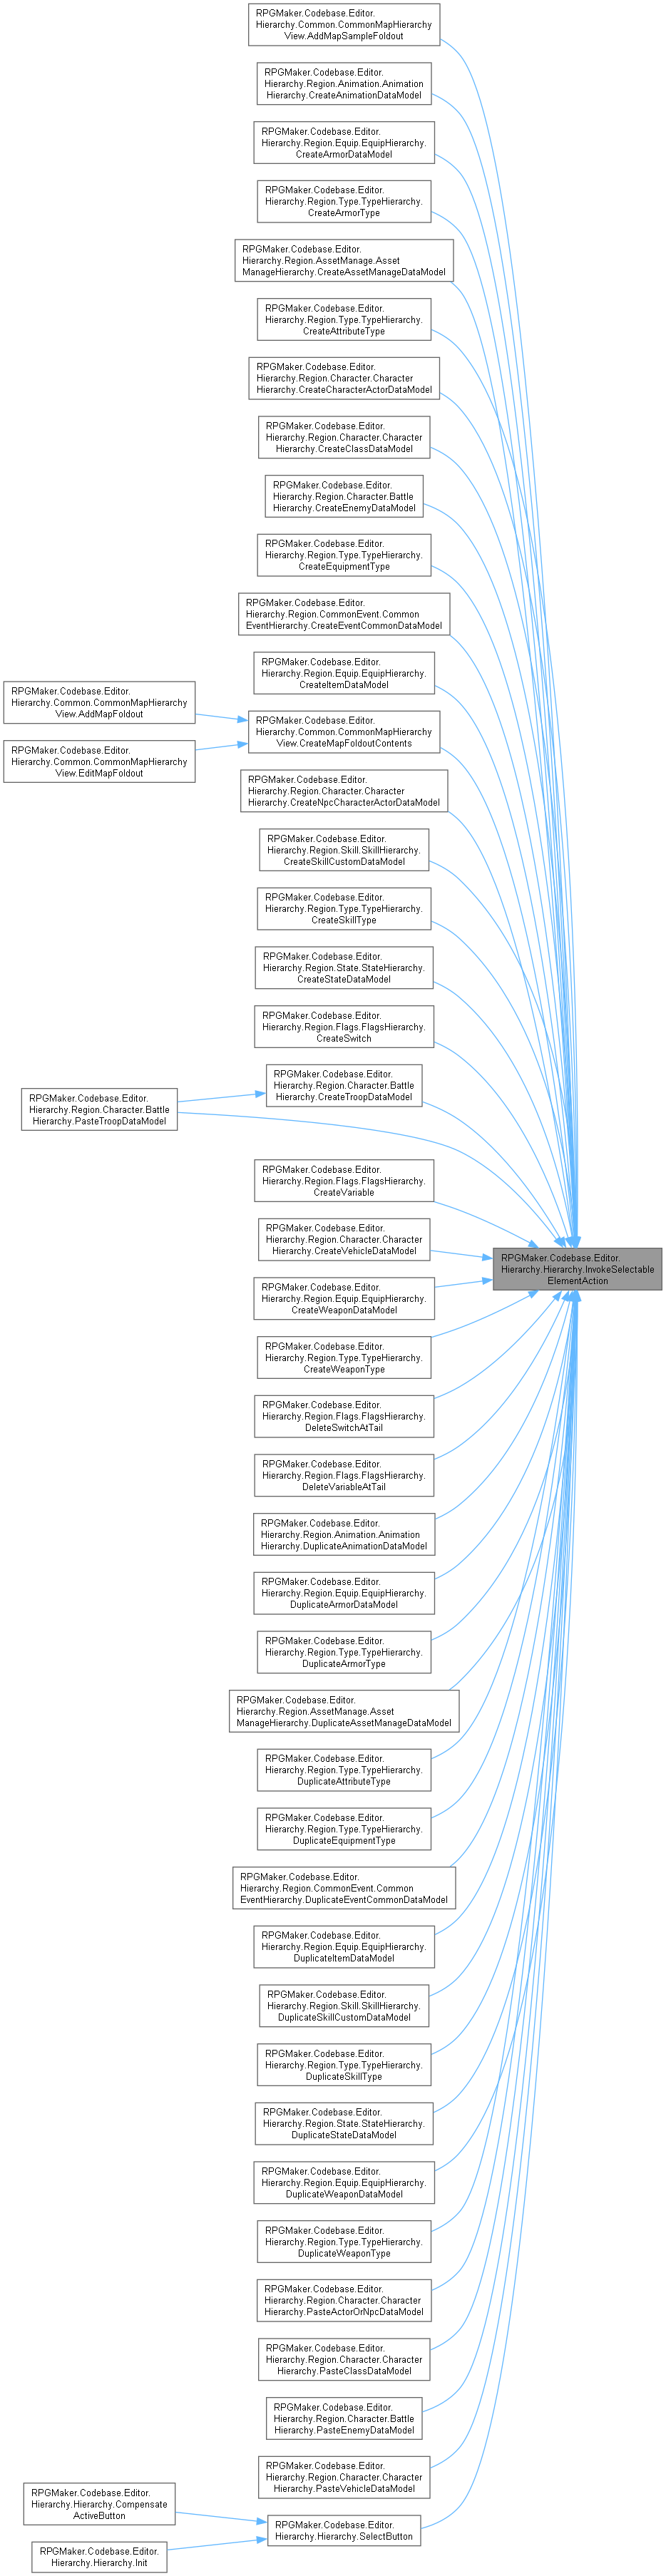 RPGMaker.Codebase.Editor.
Hierarchy.Common.CommonMapHierarchy
View.AddMapSampleFoldout
RPGMaker.Codebase.Editor.
Hierarchy.Region.Animation.Animation
Hierarchy.CreateAnimationDataModel
RPGMaker.Codebase.Editor.
Hierarchy.Region.Equip.EquipHierarchy.
CreateArmorDataModel
RPGMaker.Codebase.Editor.
Hierarchy.Region.Type.TypeHierarchy.
CreateArmorType
RPGMaker.Codebase.Editor.
Hierarchy.Region.AssetManage.Asset
ManageHierarchy.CreateAssetManageDataModel
RPGMaker.Codebase.Editor.
Hierarchy.Region.Type.TypeHierarchy.
CreateAttributeType
RPGMaker.Codebase.Editor.
Hierarchy.Region.Character.Character
Hierarchy.CreateCharacterActorDataModel
RPGMaker.Codebase.Editor.
Hierarchy.Region.Character.Character
Hierarchy.CreateClassDataModel
RPGMaker.Codebase.Editor.
Hierarchy.Region.Character.Battle
Hierarchy.CreateEnemyDataModel
RPGMaker.Codebase.Editor.
Hierarchy.Region.Type.TypeHierarchy.
CreateEquipmentType
RPGMaker.Codebase.Editor.
Hierarchy.Region.CommonEvent.Common
EventHierarchy.CreateEventCommonDataModel
RPGMaker.Codebase.Editor.
Hierarchy.Region.Equip.EquipHierarchy.
CreateItemDataModel
RPGMaker.Codebase.Editor.
Hierarchy.Common.CommonMapHierarchy
View.AddMapFoldout
RPGMaker.Codebase.Editor.
Hierarchy.Common.CommonMapHierarchy
View.CreateMapFoldoutContents
RPGMaker.Codebase.Editor.
Hierarchy.Common.CommonMapHierarchy
View.EditMapFoldout
RPGMaker.Codebase.Editor.
Hierarchy.Region.Character.Character
Hierarchy.CreateNpcCharacterActorDataModel
RPGMaker.Codebase.Editor.
Hierarchy.Region.Skill.SkillHierarchy.
CreateSkillCustomDataModel
RPGMaker.Codebase.Editor.
Hierarchy.Region.Type.TypeHierarchy.
CreateSkillType
RPGMaker.Codebase.Editor.
Hierarchy.Region.State.StateHierarchy.
CreateStateDataModel
RPGMaker.Codebase.Editor.
Hierarchy.Region.Flags.FlagsHierarchy.
CreateSwitch
RPGMaker.Codebase.Editor.
Hierarchy.Region.Character.Battle
Hierarchy.CreateTroopDataModel
RPGMaker.Codebase.Editor.
Hierarchy.Region.Character.Battle
Hierarchy.PasteTroopDataModel
RPGMaker.Codebase.Editor.
Hierarchy.Region.Flags.FlagsHierarchy.
CreateVariable
RPGMaker.Codebase.Editor.
Hierarchy.Region.Character.Character
Hierarchy.CreateVehicleDataModel
RPGMaker.Codebase.Editor.
Hierarchy.Hierarchy.InvokeSelectable
ElementAction
RPGMaker.Codebase.Editor.
Hierarchy.Region.Equip.EquipHierarchy.
CreateWeaponDataModel
RPGMaker.Codebase.Editor.
Hierarchy.Region.Type.TypeHierarchy.
CreateWeaponType
RPGMaker.Codebase.Editor.
Hierarchy.Region.Flags.FlagsHierarchy.
DeleteSwitchAtTail
RPGMaker.Codebase.Editor.
Hierarchy.Region.Flags.FlagsHierarchy.
DeleteVariableAtTail
RPGMaker.Codebase.Editor.
Hierarchy.Region.Animation.Animation
Hierarchy.DuplicateAnimationDataModel
RPGMaker.Codebase.Editor.
Hierarchy.Region.Equip.EquipHierarchy.
DuplicateArmorDataModel
RPGMaker.Codebase.Editor.
Hierarchy.Region.Type.TypeHierarchy.
DuplicateArmorType
RPGMaker.Codebase.Editor.
Hierarchy.Region.AssetManage.Asset
ManageHierarchy.DuplicateAssetManageDataModel
RPGMaker.Codebase.Editor.
Hierarchy.Region.Type.TypeHierarchy.
DuplicateAttributeType
RPGMaker.Codebase.Editor.
Hierarchy.Region.Type.TypeHierarchy.
DuplicateEquipmentType
RPGMaker.Codebase.Editor.
Hierarchy.Region.CommonEvent.Common
EventHierarchy.DuplicateEventCommonDataModel
RPGMaker.Codebase.Editor.
Hierarchy.Region.Equip.EquipHierarchy.
DuplicateItemDataModel
RPGMaker.Codebase.Editor.
Hierarchy.Region.Skill.SkillHierarchy.
DuplicateSkillCustomDataModel
RPGMaker.Codebase.Editor.
Hierarchy.Region.Type.TypeHierarchy.
DuplicateSkillType
RPGMaker.Codebase.Editor.
Hierarchy.Region.State.StateHierarchy.
DuplicateStateDataModel
RPGMaker.Codebase.Editor.
Hierarchy.Region.Equip.EquipHierarchy.
DuplicateWeaponDataModel
RPGMaker.Codebase.Editor.
Hierarchy.Region.Type.TypeHierarchy.
DuplicateWeaponType
RPGMaker.Codebase.Editor.
Hierarchy.Region.Character.Character
Hierarchy.PasteActorOrNpcDataModel
RPGMaker.Codebase.Editor.
Hierarchy.Region.Character.Character
Hierarchy.PasteClassDataModel
RPGMaker.Codebase.Editor.
Hierarchy.Region.Character.Battle
Hierarchy.PasteEnemyDataModel
RPGMaker.Codebase.Editor.
Hierarchy.Region.Character.Character
Hierarchy.PasteVehicleDataModel
RPGMaker.Codebase.Editor.
Hierarchy.Hierarchy.Compensate
ActiveButton
RPGMaker.Codebase.Editor.
Hierarchy.Hierarchy.SelectButton
RPGMaker.Codebase.Editor.
Hierarchy.Hierarchy.Init